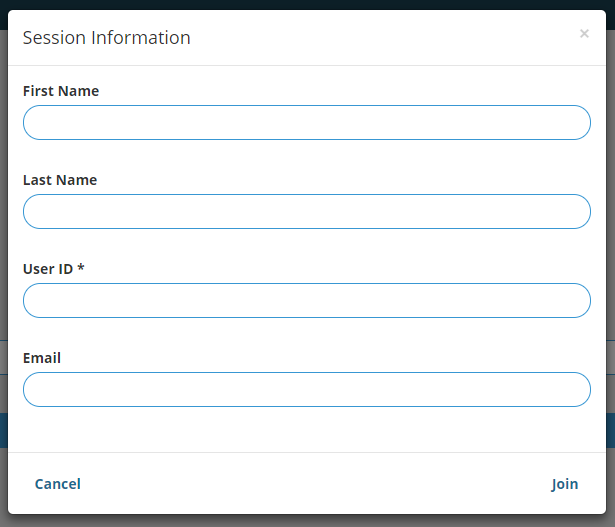 Session Information ×
First Name
Last Name
User ID *
Email
Cancel Join